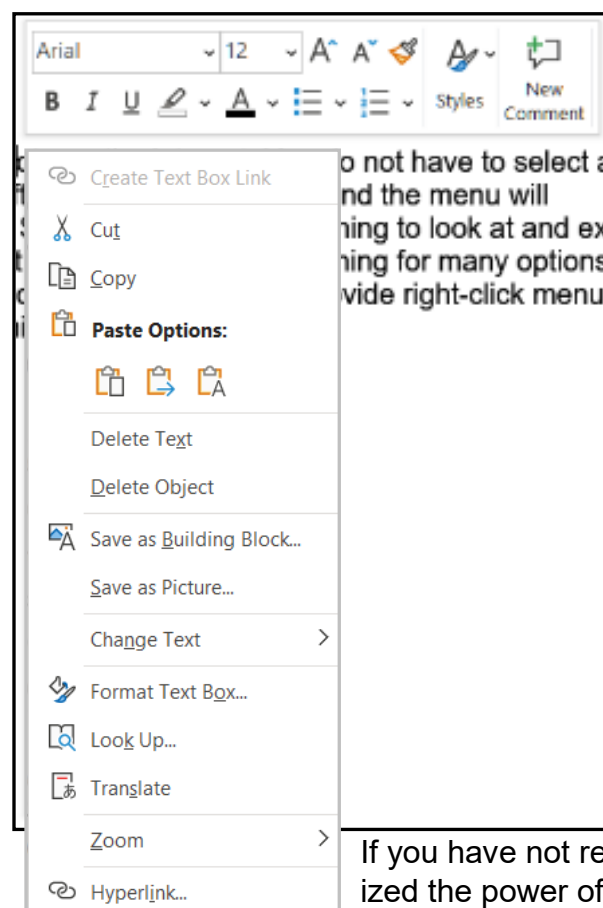 Arial 12 A A
B I U A Styles New Comment
o not have to select a
nd the menu will
ning to look at and ex
ning for many options
vide right-click menu
Create Text Box Link
Cut
Copy
Paste Options:
Delete Text
Delete Object
Save as Building Block...
Save as Picture...
Change Text
Format Text Box...
Look Up...
Translate
Zoom
Hyperlink...
If you have not re
ized the power of